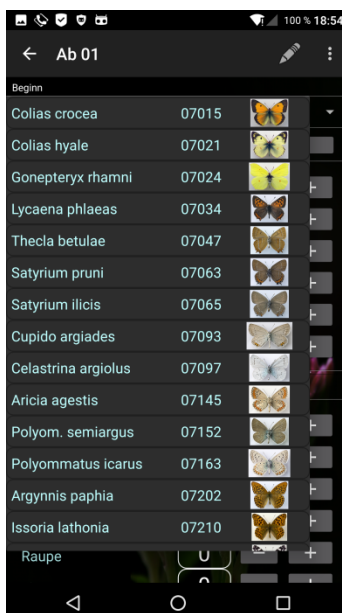 100 % 18:54
Ab 01
Beginn
Colias crocea 07015
Colias hyale 07021
Gonepteryx rhamni 07024
Lycaena phlaeas 07034
Thecla betulae 07047
Satyrium pruni 07063
Satyrium ilicis 07065
Cupido argiades 07093
Celastrina argiolus 07097
Aricia agestis 07145
Polyom. semiargus 07152
Polyommatus icarus 07163
Argynnis paphia 07202
Issoria lathonia 07210
Raupe 0 − +